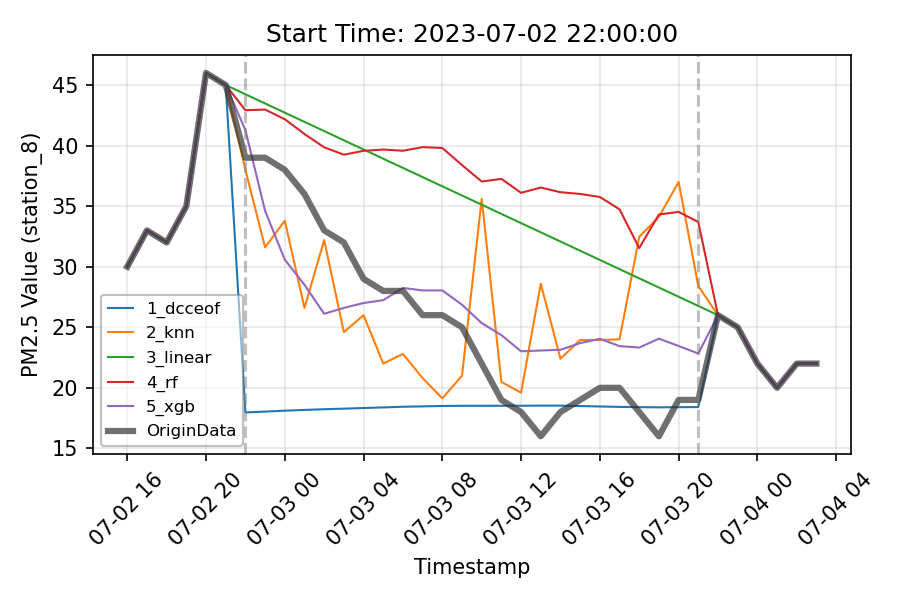 Start Time: 2023-07-02 22:00:00
PM2.5 Value (station_8)
45
40
35
30
25
20
15
1_dcceof
2_knn
3_linear
4_rf
5_xgb
OriginData
07-02 16
07-02 20
07-03 00
07-03 04
07-03 08
07-03 12
07-03 16
07-03 20
07-04 00
07-04 04
Timestamp